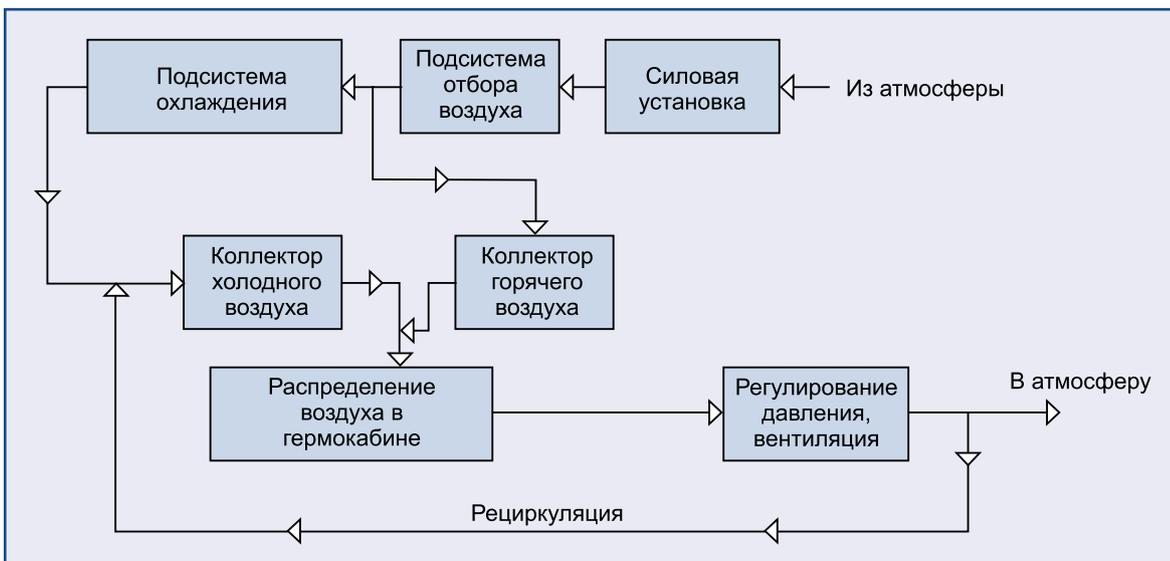 Подсистема
охлаждения
Подсистема
отбора
воздуха
Силовая
установка
Из атмосферы
Коллектор
холодного
воздуха
Коллектор
горячего
воздуха
Распределение
воздуха в
гермокабине
Регулирование
давления,
вентиляция
В атмосферу
Рециркуляция